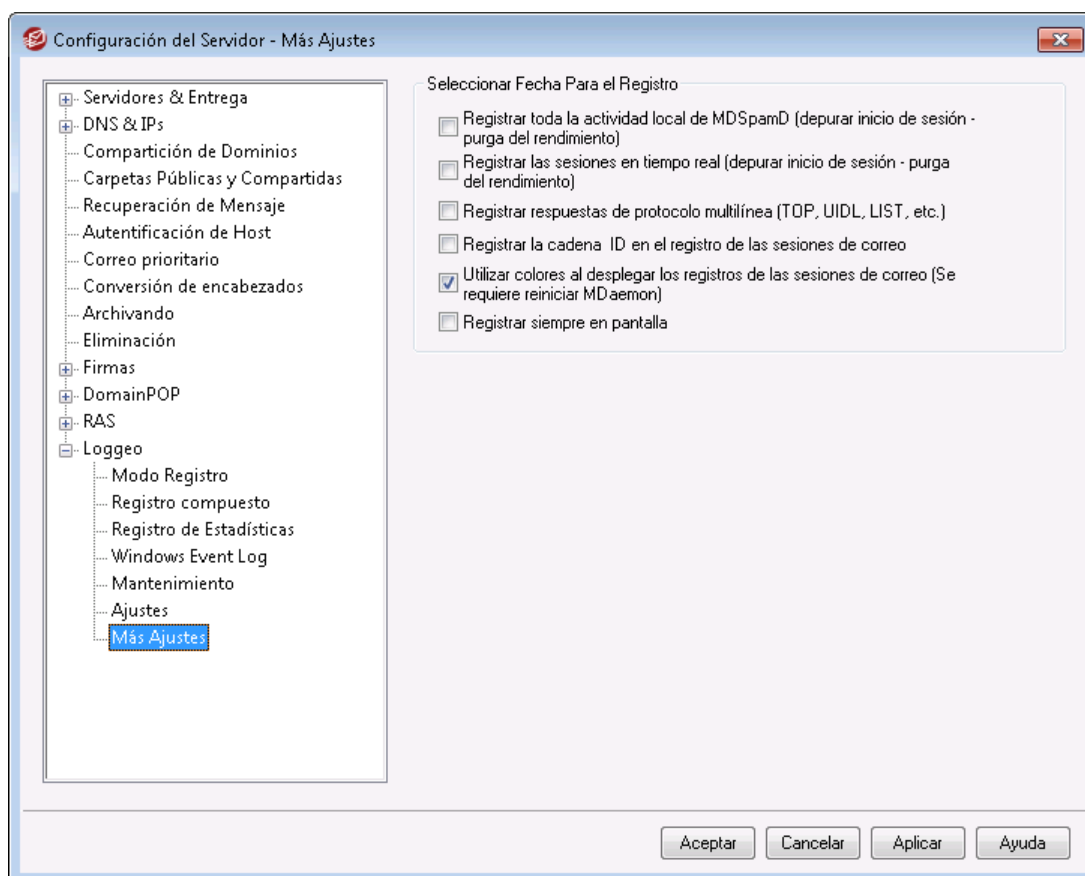 Configuración del Servidor - Más Ajustes
Servidores & Entrega
DNS & IPs
Compartición de Dominios
Carpetas Públicas y Compartidas
Recuperación de Mensaje
Autentificación de Host
Correo prioritario
Conversión de encabezados
Archivando
Eliminación
Firmas
DomainPOP
RAS
Loggeo
Modo Registro
Registro compuesto
Registro de Estadísticas
Windows Event Log
Mantenimiento
Ajustes
Más Ajustes
Seleccionar Fecha Para el Registro
Registrar toda la actividad local de MDSpamD (depurar inicio de sesión -
purga del rendimiento)
Registrar las sesiones en tiempo real (depurar inicio de sesión - purga
del rendimiento)
Registrar respuestas de protocolo multilínea (TOP, UIDL, LIST, etc.)
Registrar la cadena  ID en el registro de las sesiones de correo
Utilizar colores al desplegar los registros de las sesiones de correo (Se
requiere reiniciar MDaemon)
Registrar siempre en pantalla
Aceptar
Cancelar
Aplicar
Ayuda